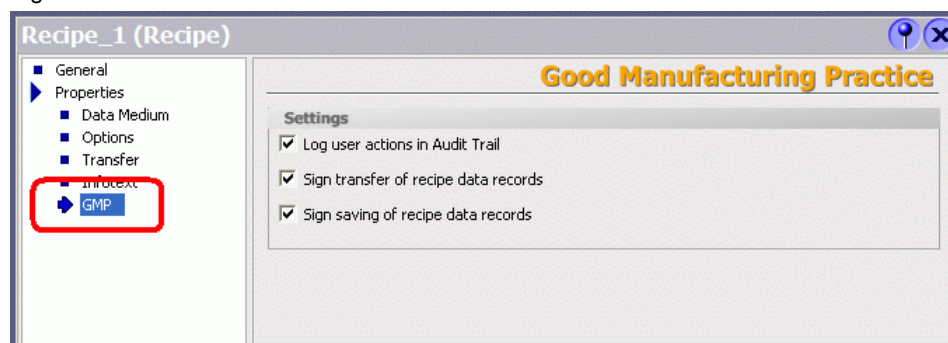 Recipe_1 (Recipe)
General
Properties
Data Medium
Options
Transfer
Infotext
GMP
Good Manufacturing Practice
Settings
Log user actions in Audit Trail
Sign transfer of recipe data records
Sign saving of recipe data records